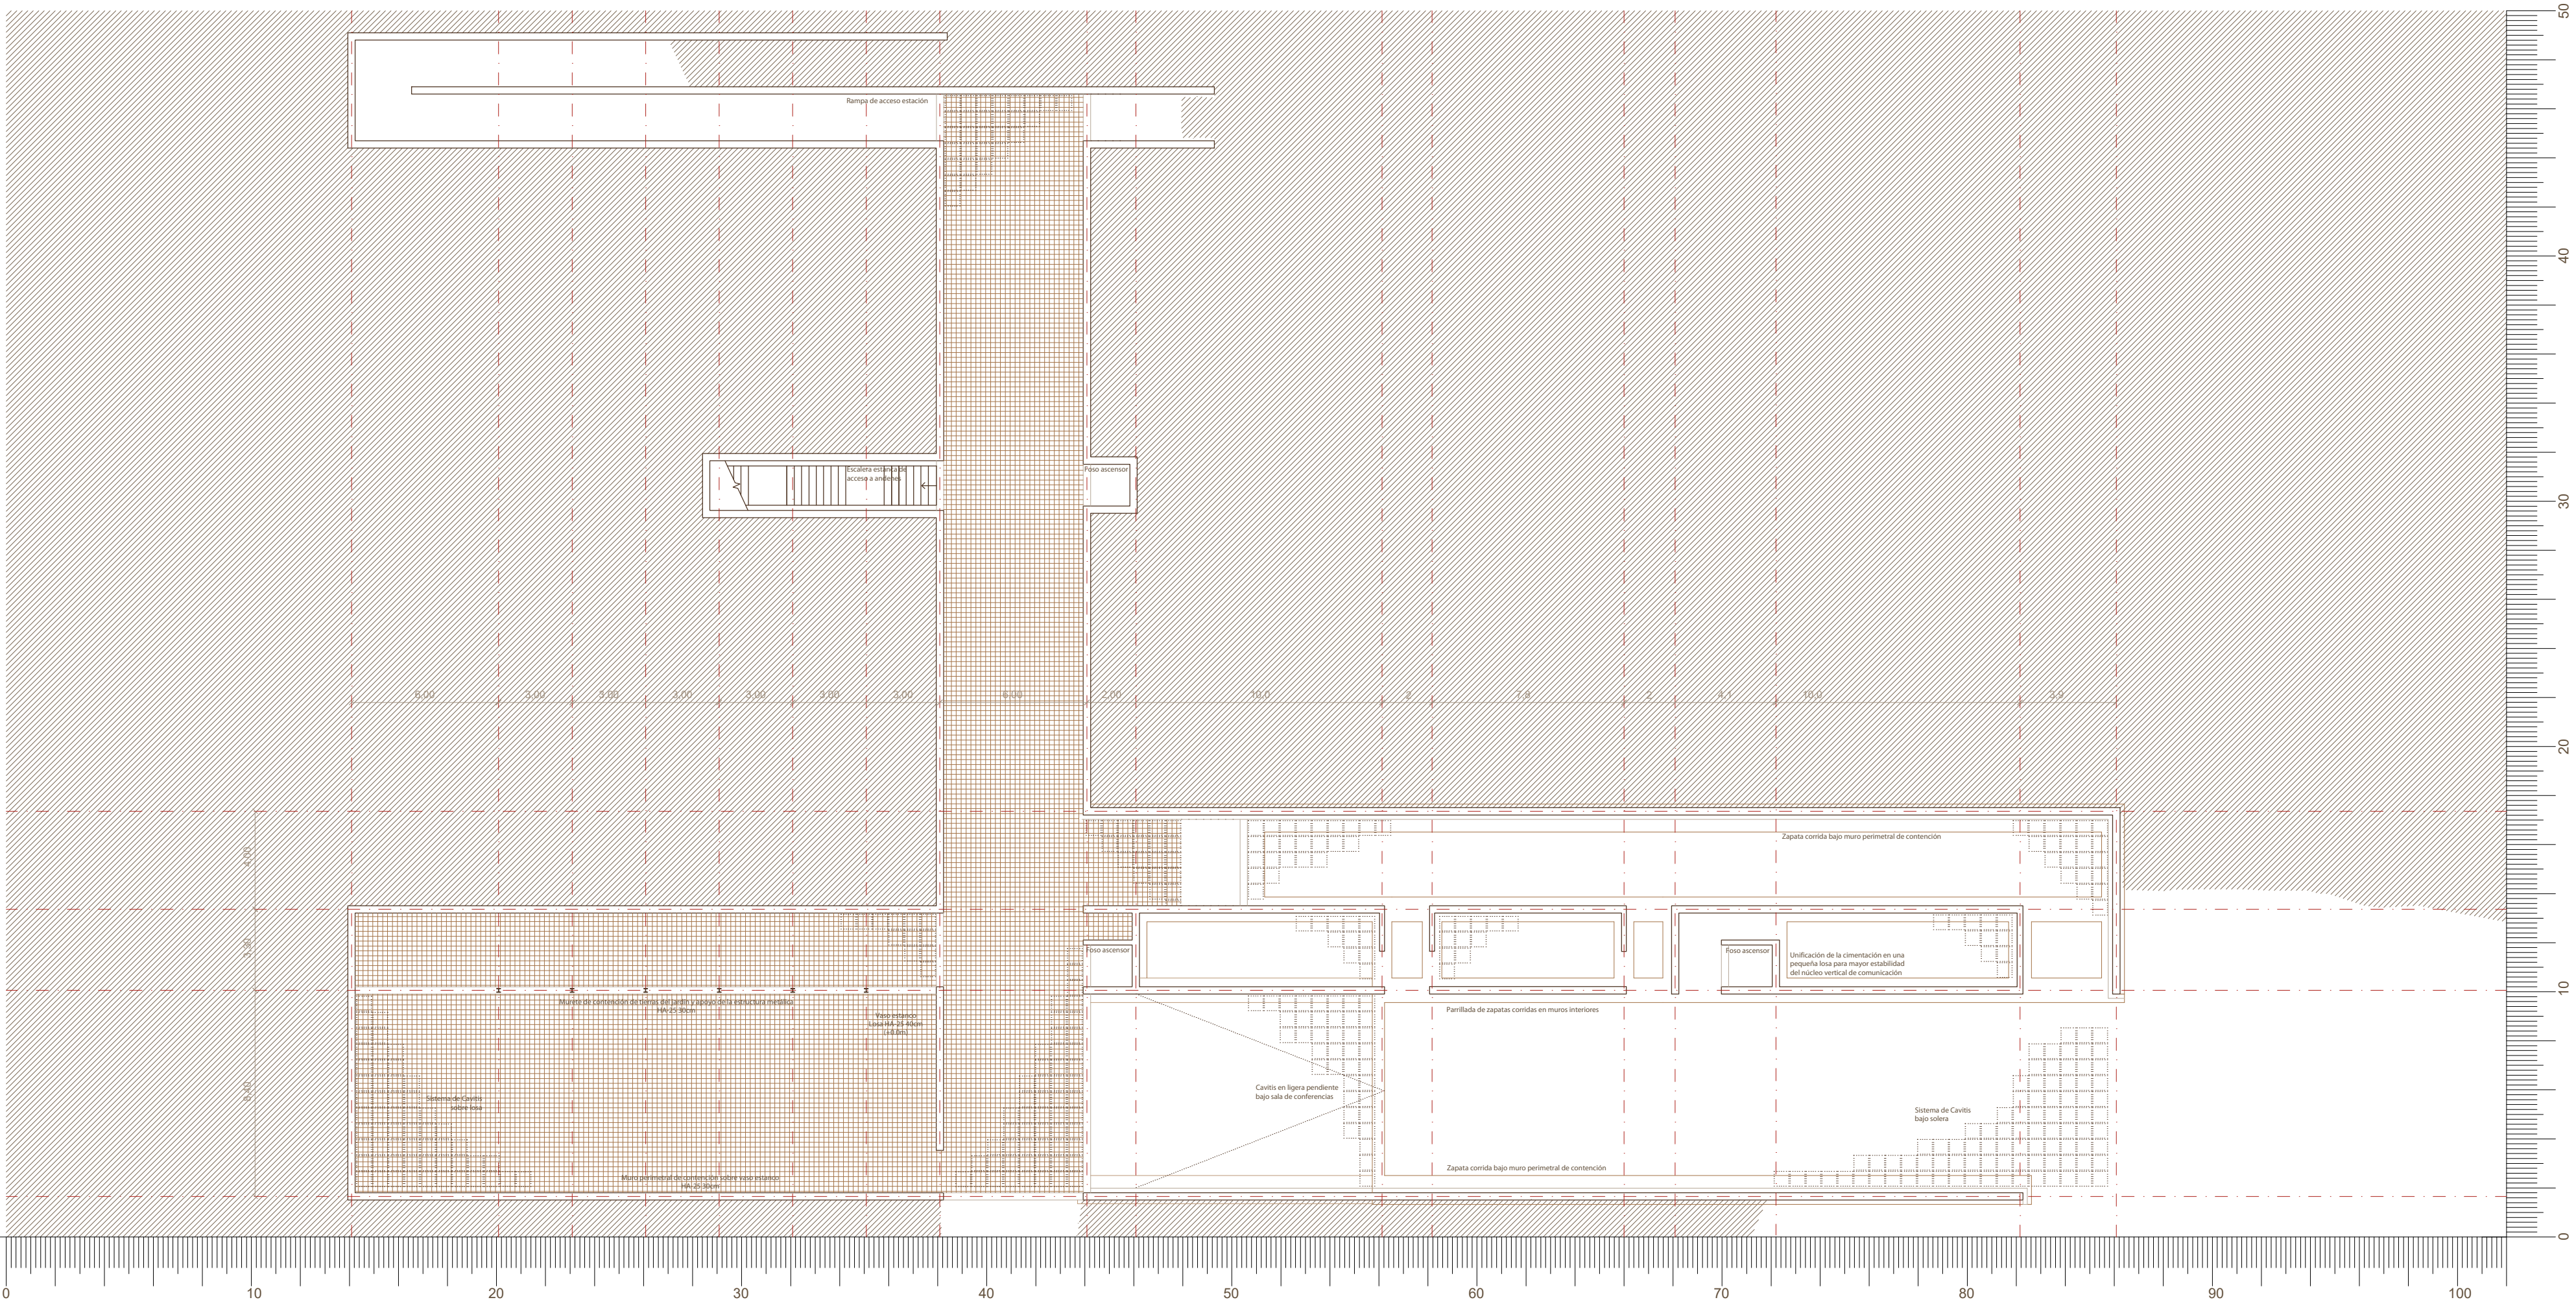 50
Rampa de acceso estación
40
Escalera estanca de
acceso a andenes
Foso ascensor
30
6,00
3,00
3,00
3,00
3,00
3,00
3,00
6,00
2,00
10,0
2
7,8
2
4,1
10,0
3,9
20
4,00
Zapata corrida bajo muro perimetral de contención
3,30
Foso ascensor
Foso ascensor
Unificación de la cimentación en una
pequeña losa para mayor estabilidad
del núcleo vertical de comunicación
10
Murete de contención de tierras del jardín y apoyo de la estructura metálica
HA-25 30cm
Vaso estanco
Losa HA-25 40cm
(±0.0m)
Parrillada de zapatas corridas en muros interiores
8,40
Sistema de Cavitis
sobre losa
Cavitis en ligera pendiente
bajo sala de conferencias
Sistema de Cavitis
bajo solera
Zapata corrida bajo muro perimetral de contención
Muro perimetral de contención sobre vaso estanco
HA-25 30cm
0
0
10
20
30
40
50
60
70
80
90
100